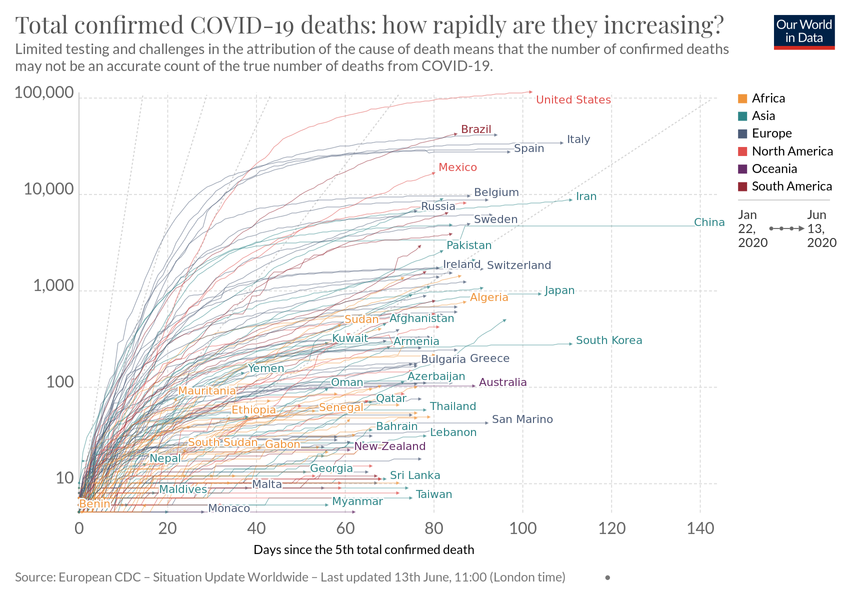 Total confirmed COVID-19 deaths: how rapidly are they increasing?
Our World
in Data
Limited testing and challenges in the attribution of the cause of death means that the number of confirmed deaths
may not be an accurate count of the true number of deaths from COVID-19.
100,000
10,000
1,000
100
10
United States
Brazil
Italy
Spain
Mexico
Belgium
Iran
Russia
Sweden
China
Pakistan
Ireland
Switzerland
Japan
Algeria
Sudan
Afghanistan
Kuwait
Armenia
South Korea
Bulgaria
Greece
Yemen
Azerbaijan
Oman
Australia
Mauritania
Qatar
Ethiopia
Senegal
Thailand
San Marino
Bahrain
Lebanon
South Sudan
Gabon
New Zealand
Nepal
Georgia
Sri Lanka
Maldives
Malta
Taiwan
Benin
Monaco
Myanmar
0
20
40
60
80
100
120
140
Days since the 5th total confirmed death
Africa
Asia
Europe
North America
Oceania
South America
Jan
22,
2020
Jun
13,
2020
Source: European CDC – Situation Update Worldwide – Last updated 13th June, 11:00 (London time)